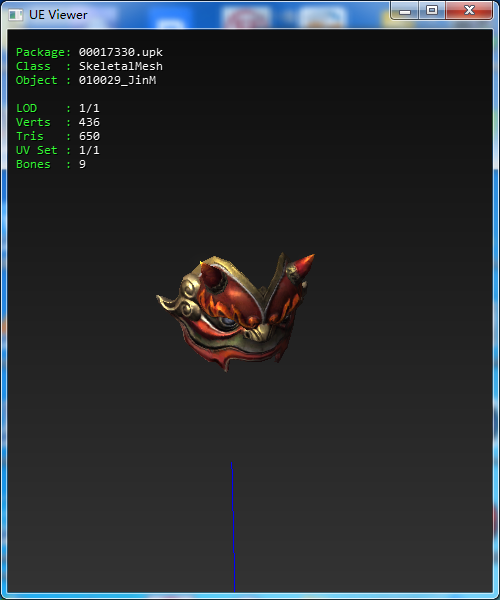 UE Viewer
Package: 00017330.upk
Class : SkeletalMesh
Object : 010029_JinM
LOD : 1/1
Verts : 436
Tris : 650
UV Set : 1/1
Bones : 9